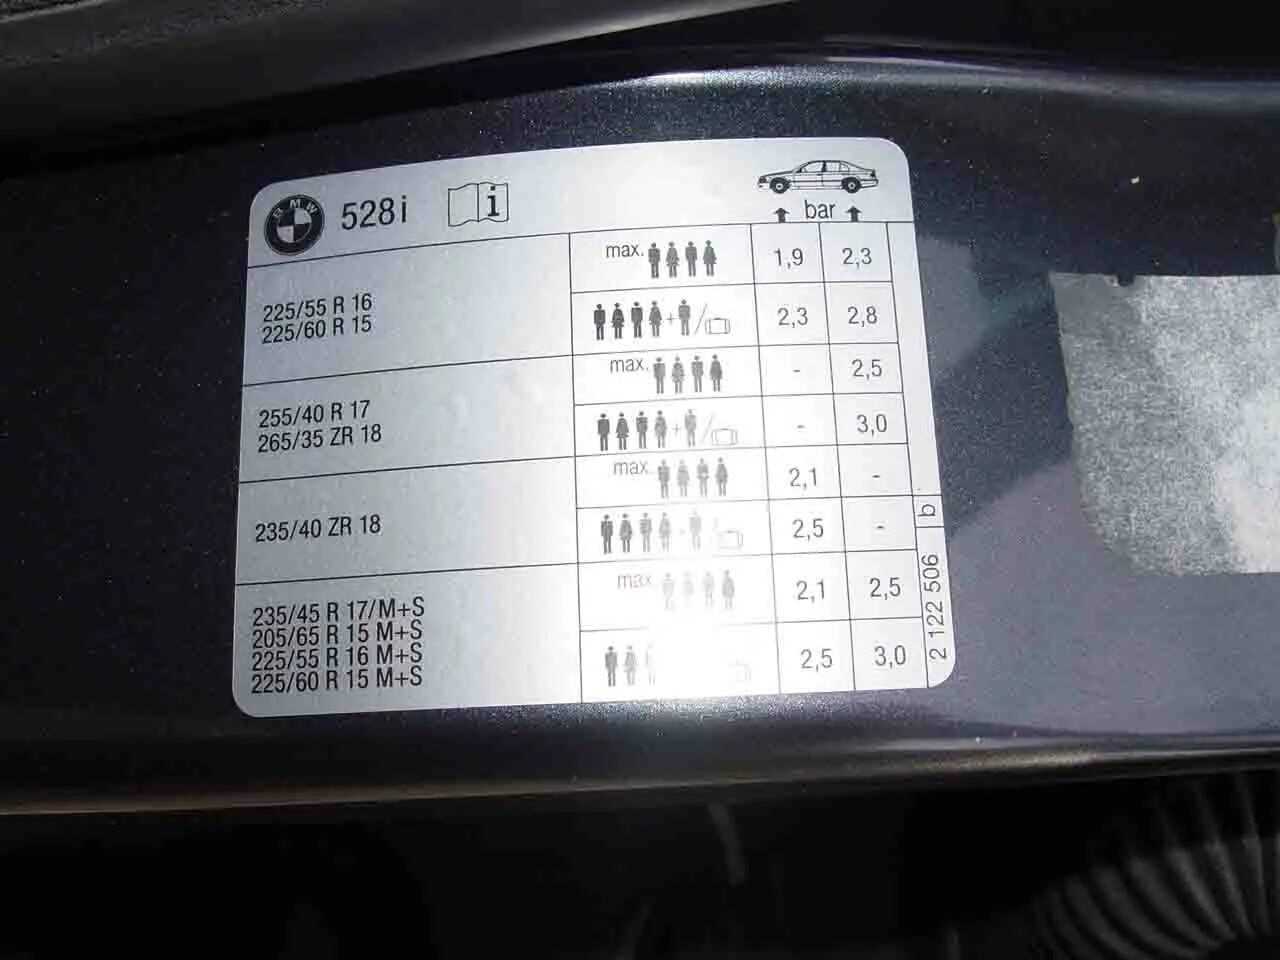 BMW 528i i
bar
225/55 R 16
225/60 R 15
max. 1,9 2,3
+ / 2,3 2,8
255/40 R 17
265/35 ZR 18
max. - 2,5
+ / - 3,0
235/40 ZR 18
max. 2,1 -
+ / 2,5 -
235/45 R 17/M+S
205/65 R 15 M+S
225/55 R 16 M+S
225/60 R 15 M+S
max. 2,1 2,5
2,5 3,0
2 122 506 b